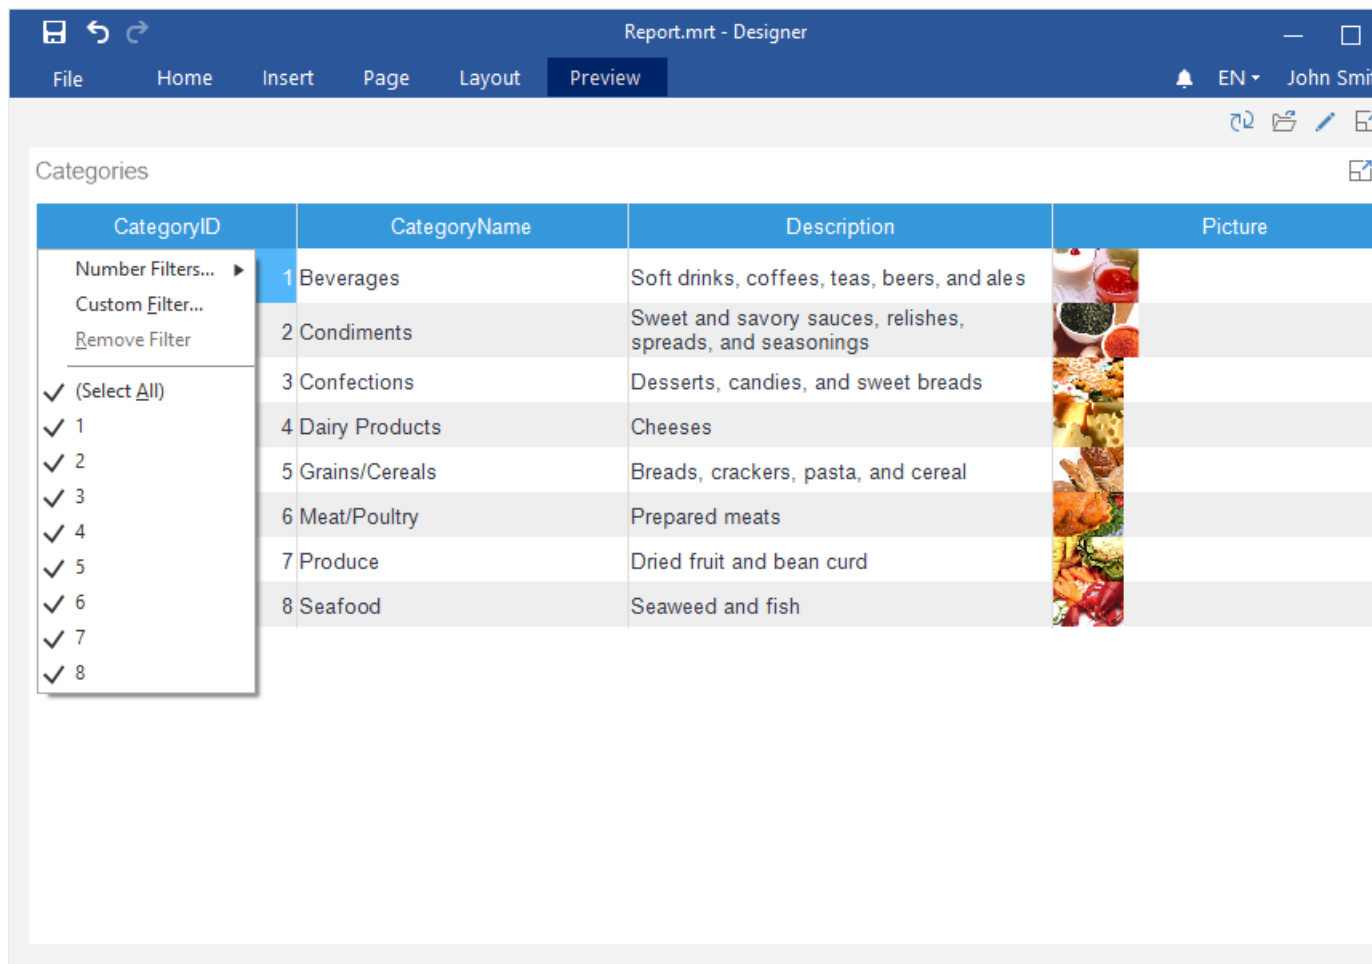 Report.mrt - Designer
File Home Insert Page Layout Preview EN John Smi
Categories
CategoryID CategoryName Description Picture
Number Filters...
Custom Filter...
Remove Filter
(Select All)
1
2
3
4
5
6
7
8
1 Beverages Soft drinks, coffees, teas, beers, and ales
2 Condiments Sweet and savory sauces, relishes,
spreads, and seasonings
3 Confections Desserts, candies, and sweet breads
4 Dairy Products Cheeses
5 Grains/Cereals Breads, crackers, pasta, and cereal
6 Meat/Poultry Prepared meats
7 Produce Dried fruit and bean curd
8 Seafood Seaweed and fish